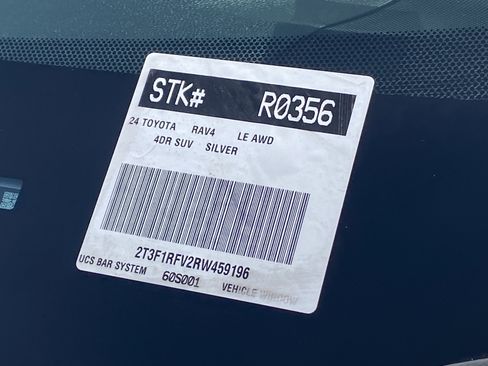 STK# R0356
24 TOYOTA RAV4 LE AWD
4DR SUV SILVER
2T3F1RFV2RW459196
UCS BAR SYSTEM 60S001 VEHICLE WINDOW